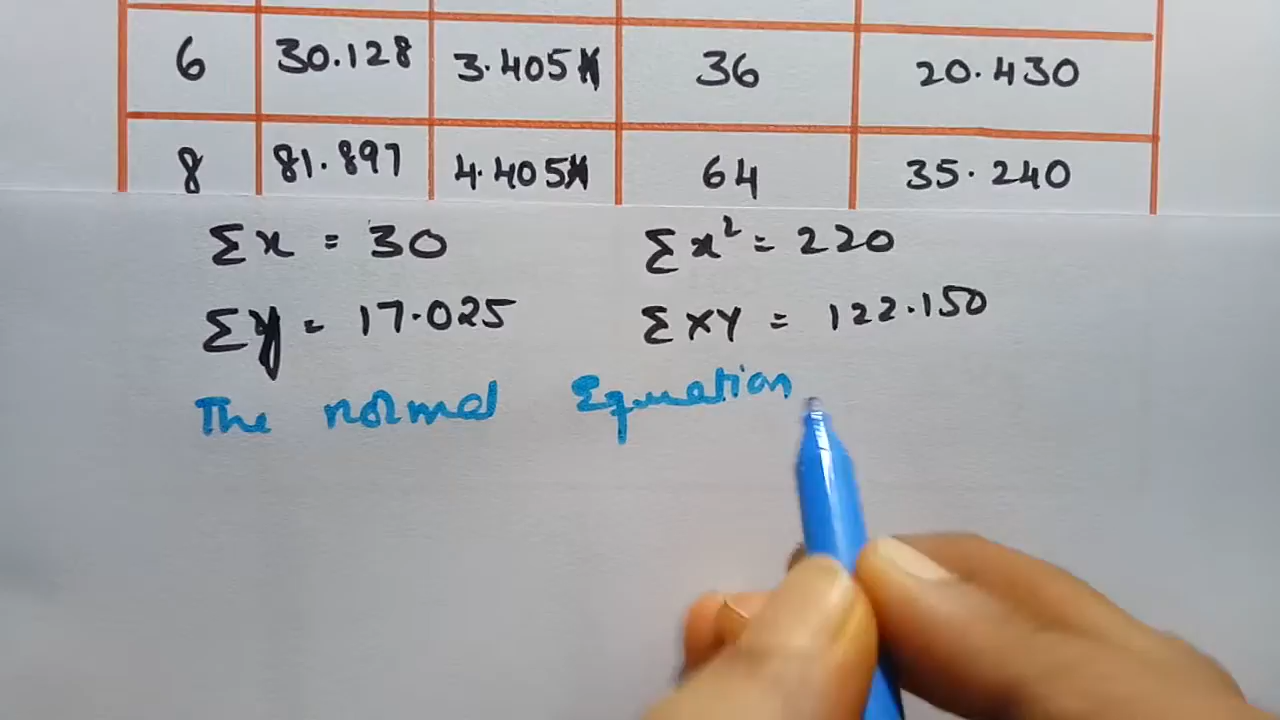 6 30.128 3.405 36 20.430
8 81.897 4.405 64 35.240
Σx = 30 Σx² = 220
Σy = 17.025 ΣXY = 122.150
The normal Equation